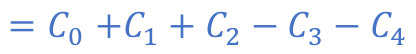 = C₀ + C₁ + C₂ − C₃ − C₄